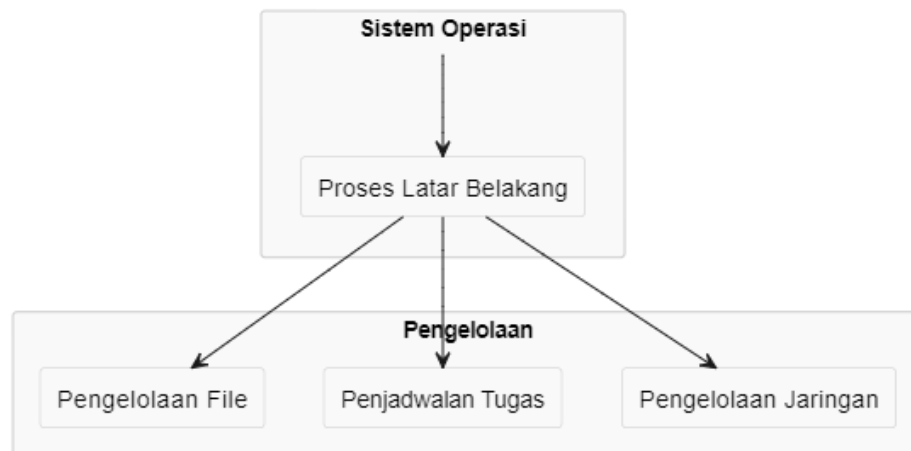 Sistem Operasi
Proses Latar Belakang
Pengelolaan
Pengelolaan File
Penjadwalan Tugas
Pengelolaan Jaringan